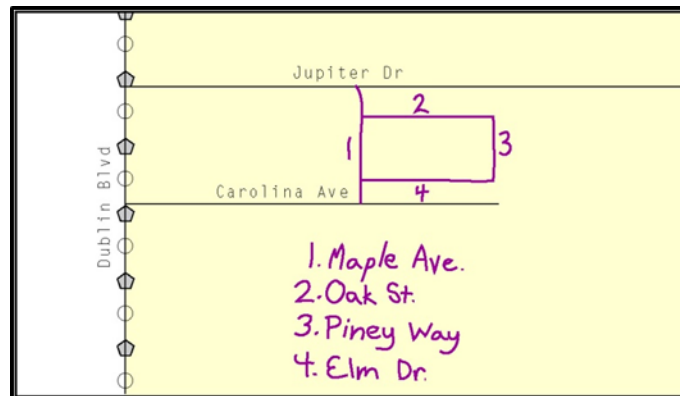 Jupiter Dr
2
1
3
Dublin Blvd
Carolina Ave
4
1. Maple Ave.
2. Oak St.
3. Piney Way
4. Elm Dr.